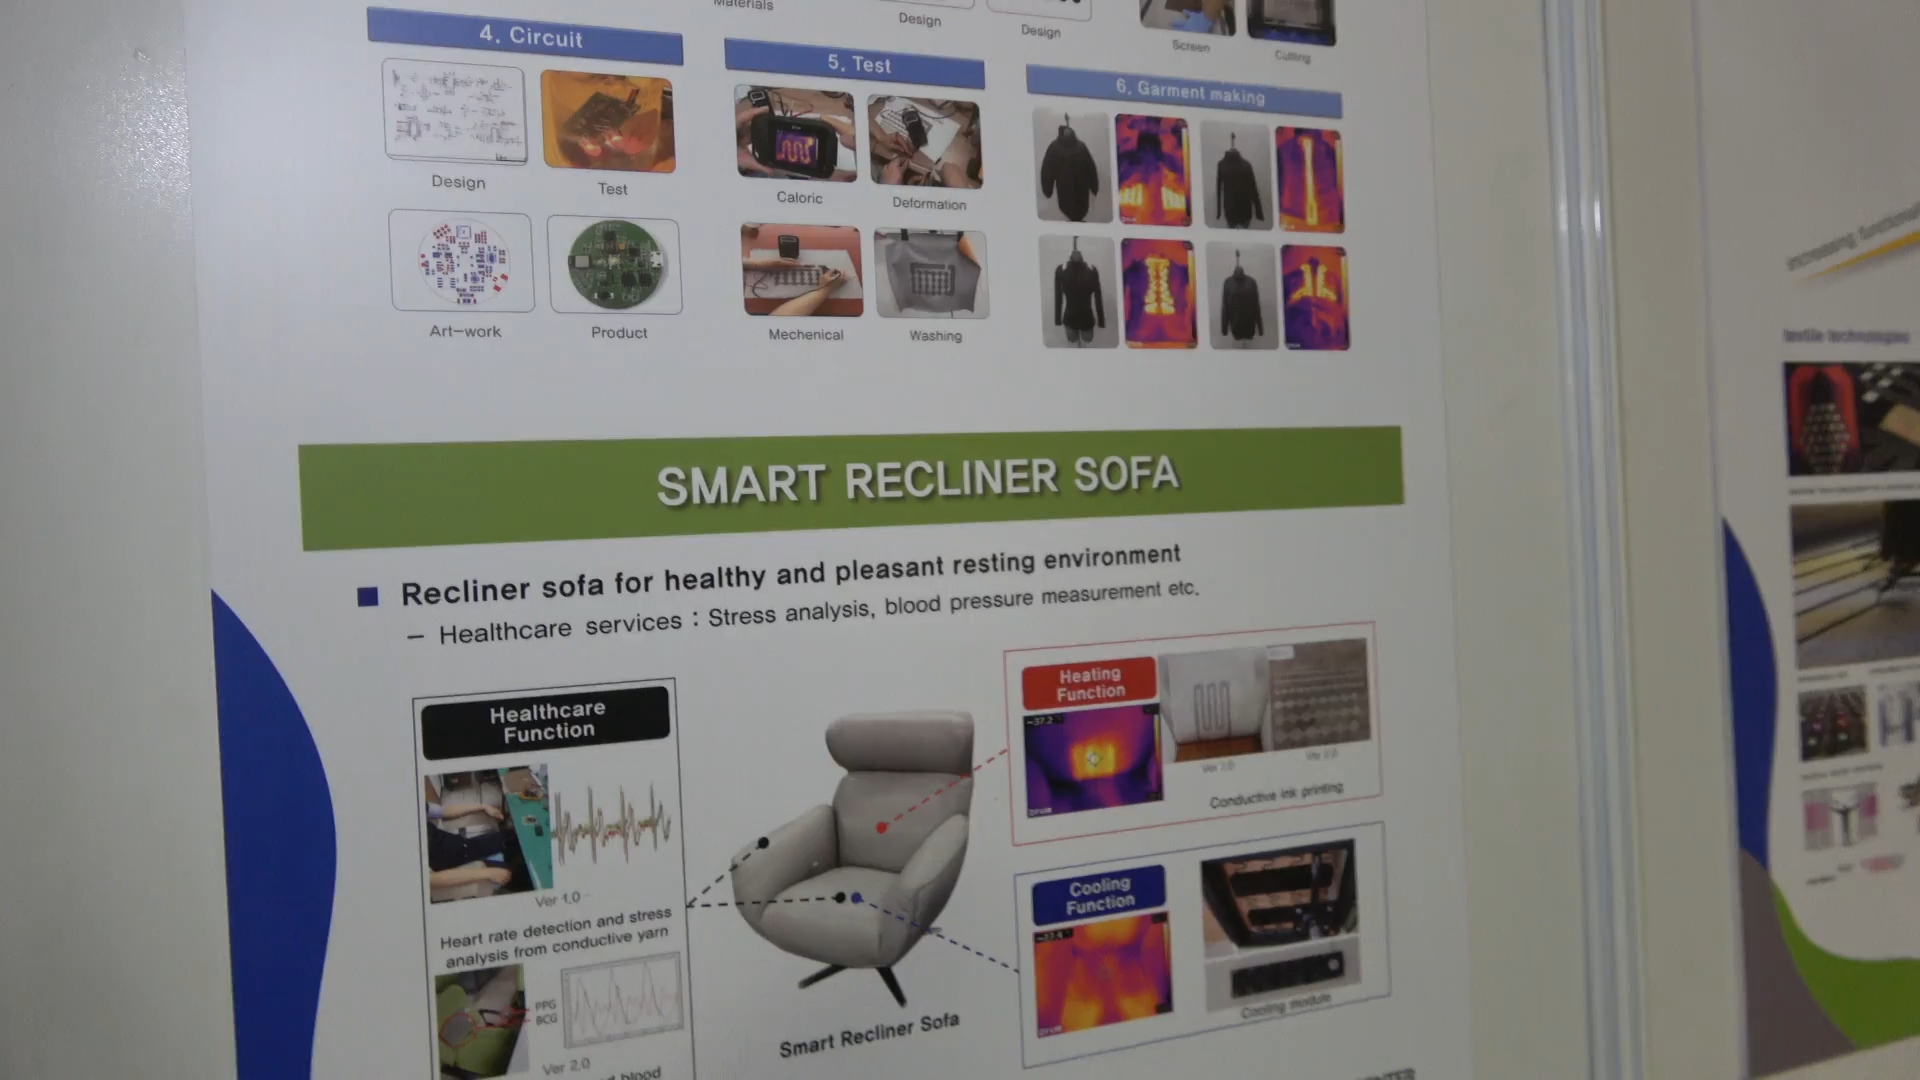 Materials
Design
Design
Screen
Cutting
4. Circuit
Design
Test
Art-work
Product
5. Test
Caloric
Deformation
Mechenical
Washing
6. Garment making
SMART RECLINER SOFA
Recliner sofa for healthy and pleasant resting environment
– Healthcare services : Stress analysis, blood pressure measurement etc.
Healthcare
Function
Ver 1.0
Heart rate detection and stress
analysis from conductive yarn
PPG
BCG
Ver 2.0
blood
Smart Recliner Sofa
Heating
Function
~37.2
Ver 1.0
Ver 2.0
Conductive ink printing
Cooling
Function
Cooling module
textile technologies